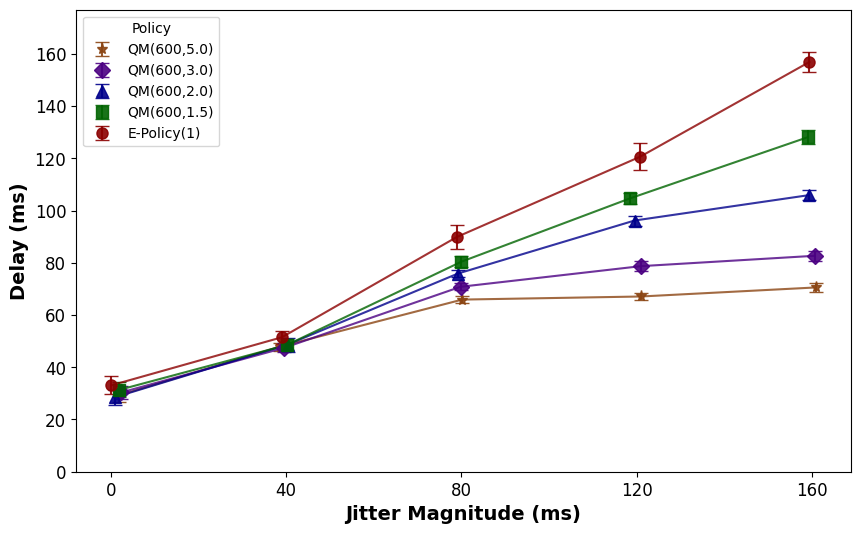 Policy
QM(600,5.0)
QM(600,3.0)
QM(600,2.0)
QM(600,1.5)
E-Policy(1)
Delay (ms)
160
140
120
100
80
60
40
20
0
0 40 80 120 160
Jitter Magnitude (ms)